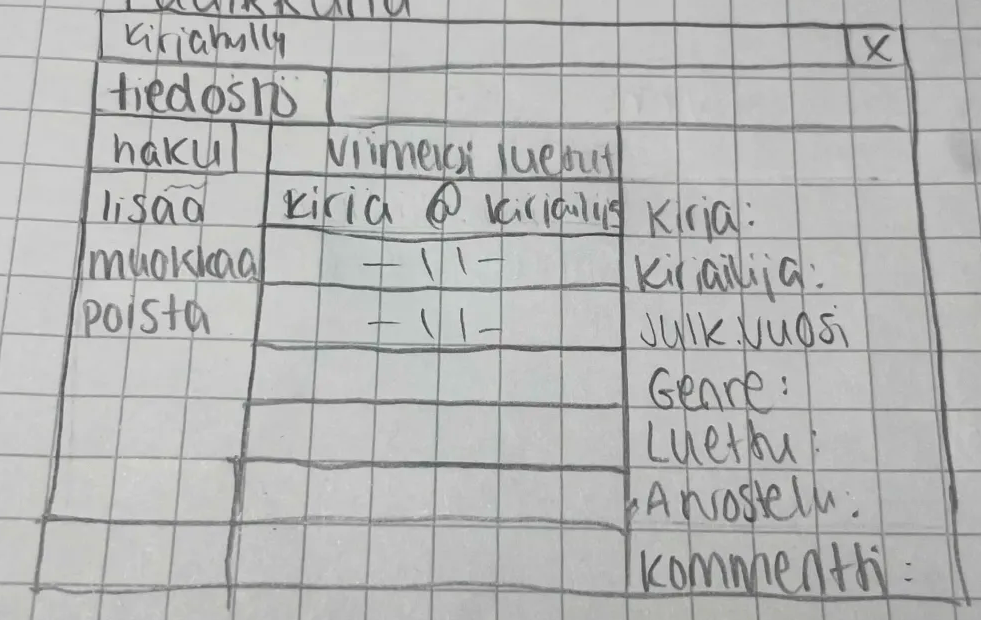 Kirjahylly X
tiedosto
haku viimeksi luetut
lisää kirja @ kirjailija Kirja:
muokkaa -11- Kirjailija:
poista -11- Julk.vuosi
Genre:
Luettu:
Arvostelu:
Kommentti: